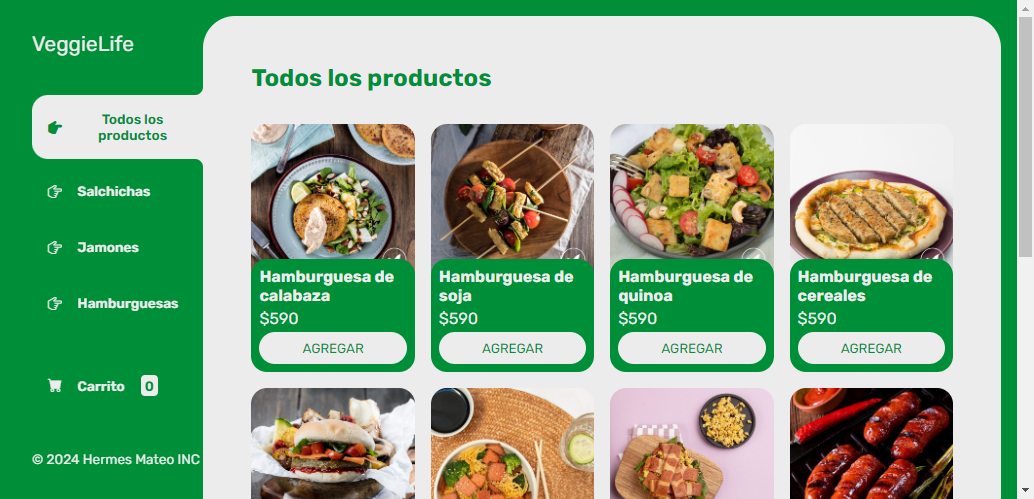 VeggieLife
Todos los
productos
Salchichas
Jamones
Hamburguesas
Carrito 0
© 2024 Hermes Mateo INC
Todos los productos
Hamburguesa de
calabaza
$590
AGREGAR
Hamburguesa de
soja
$590
AGREGAR
Hamburguesa de
quinoa
$590
AGREGAR
Hamburguesa de
cereales
$590
AGREGAR